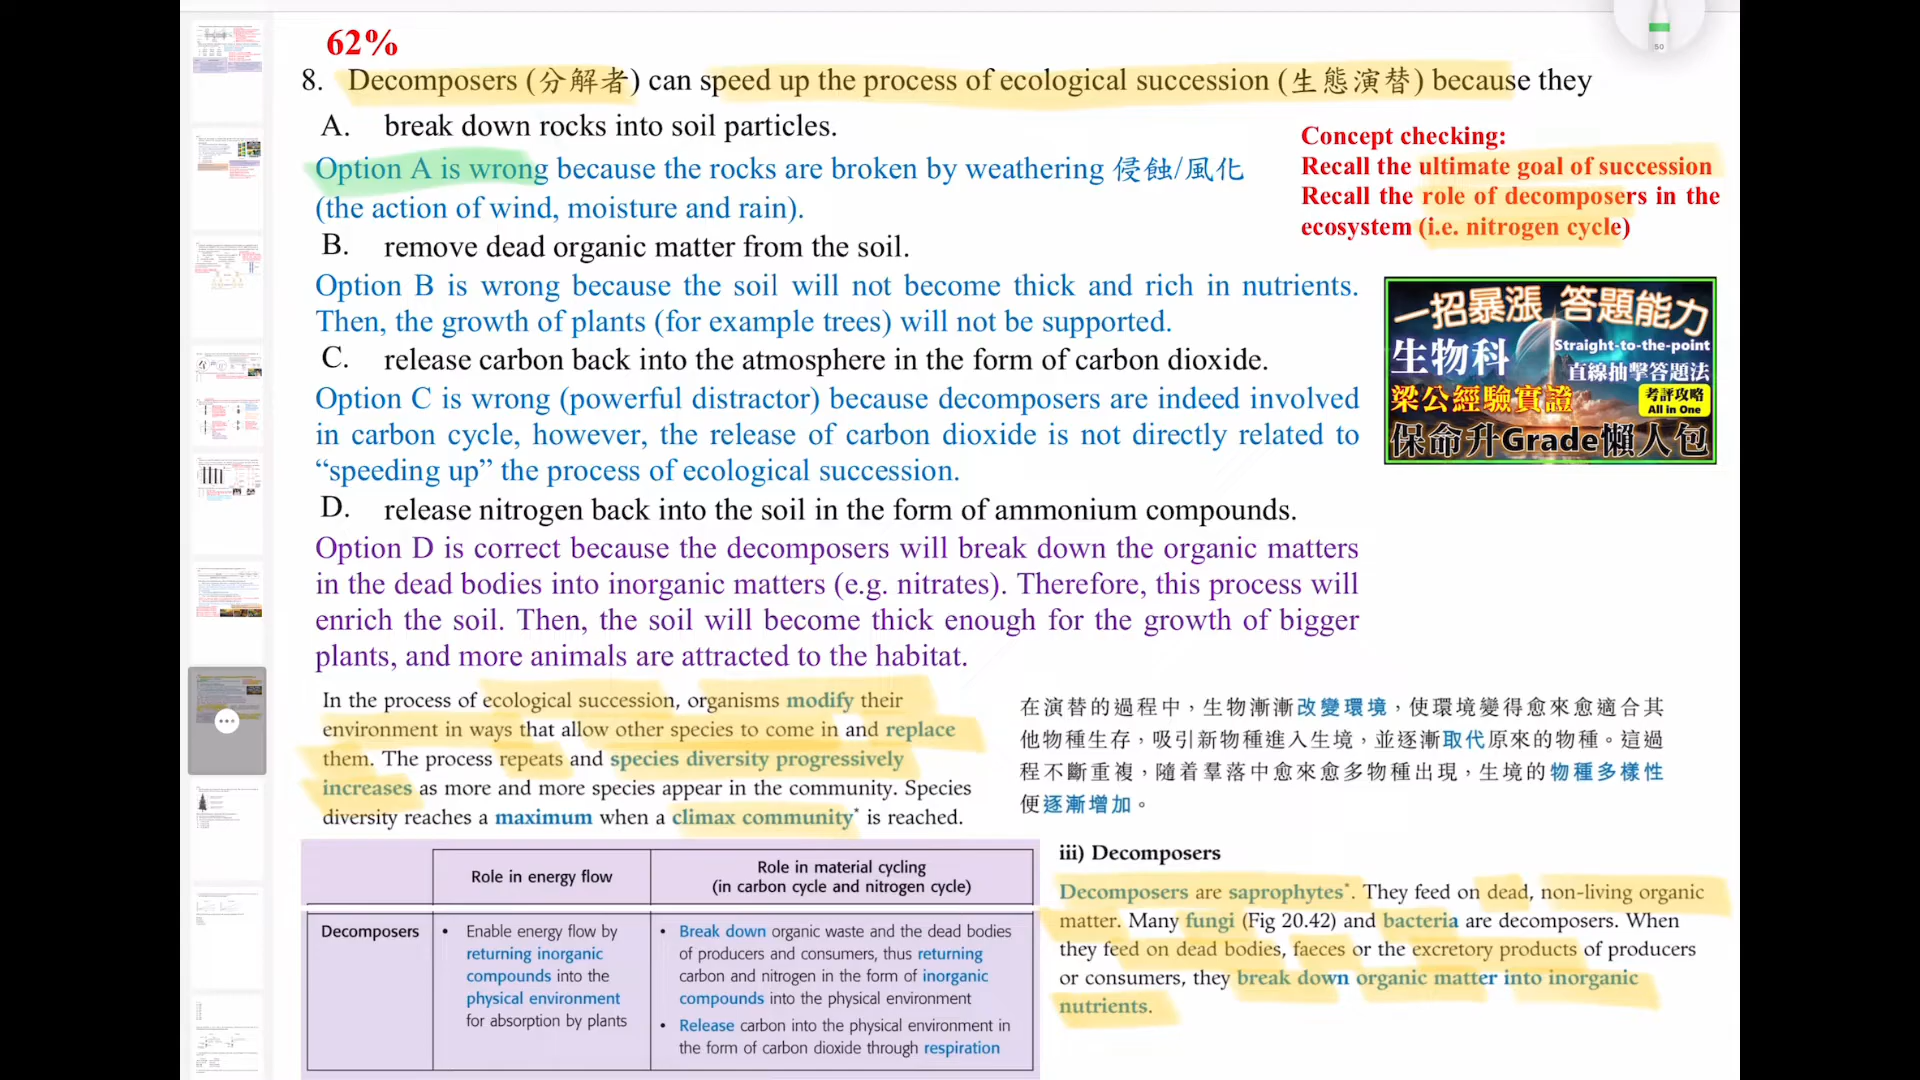 62%
8. Decomposers (分解者) can speed up the process of ecological succession (生態演替) because they
A. break down rocks into soil particles.
Option A is wrong because the rocks are broken by weathering 侵蝕/風化
(the action of wind, moisture and rain).
B. remove dead organic matter from the soil.
Option B is wrong because the soil will not become thick and rich in nutrients.
Then, the growth of plants (for example trees) will not be supported.
C. release carbon back into the atmosphere in the form of carbon dioxide.
Option C is wrong (powerful distractor) because decomposers are indeed involved
in carbon cycle, however, the release of carbon dioxide is not directly related to
“speeding up” the process of ecological succession.
D. release nitrogen back into the soil in the form of ammonium compounds.
Option D is correct because the decomposers will break down the organic matters
in the dead bodies into inorganic matters (e.g. nitrates). Therefore, this process will
enrich the soil. Then, the soil will become thick enough for the growth of bigger
plants, and more animals are attracted to the habitat.
Concept checking:
Recall the ultimate goal of succession
Recall the role of decomposers in the
ecosystem (i.e. nitrogen cycle)
50
一招暴漲 答題能力
生物科
Straight-to-the-point
直線抽擊答題法
梁公經驗實證
考評攻略
All in One
保命升Grade懶人包
In the process of ecological succession, organisms modify their
environment in ways that allow other species to come in and replace
them. The process repeats and species diversity progressively
increases as more and more species appear in the community. Species
diversity reaches a maximum when a climax community* is reached.
在演替的過程中，生物漸漸改變環境，使環境變得愈來愈適合其
他物種生存，吸引新物種進入生境，並逐漸取代原來的物種。這過
程不斷重複，隨着羣落中愈來愈多物種出現，生境的物種多樣性
便逐漸增加。
Role in energy flow
Role in material cycling
(in carbon cycle and nitrogen cycle)
Decomposers
• Enable energy flow by
returning inorganic
compounds into the
physical environment
for absorption by plants
• Break down organic waste and the dead bodies
of producers and consumers, thus returning
carbon and nitrogen in the form of inorganic
compounds into the physical environment
• Release carbon into the physical environment in
the form of carbon dioxide through respiration
iii) Decomposers
Decomposers are saprophytes*. They feed on dead, non-living organic
matter. Many fungi (Fig 20.42) and bacteria are decomposers. When
they feed on dead bodies, faeces or the excretory products of producers
or consumers, they break down organic matter into inorganic
nutrients.